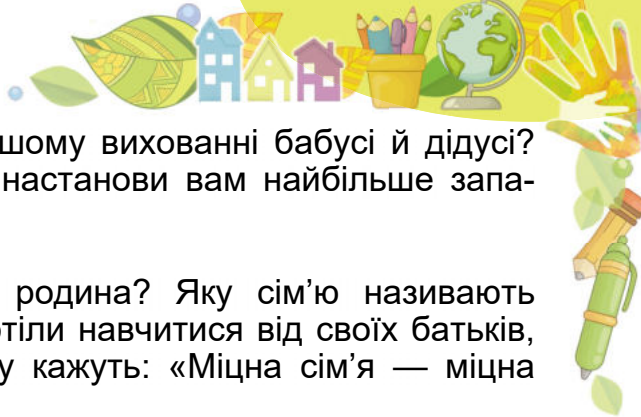 шому вихованні бабусі й дідусі?
настанови вам найбільше запа-
родина? Яку сім’ю називають
отіли навчитися від своїх батьків,
у кажуть: «Міцна сім’я — міцна